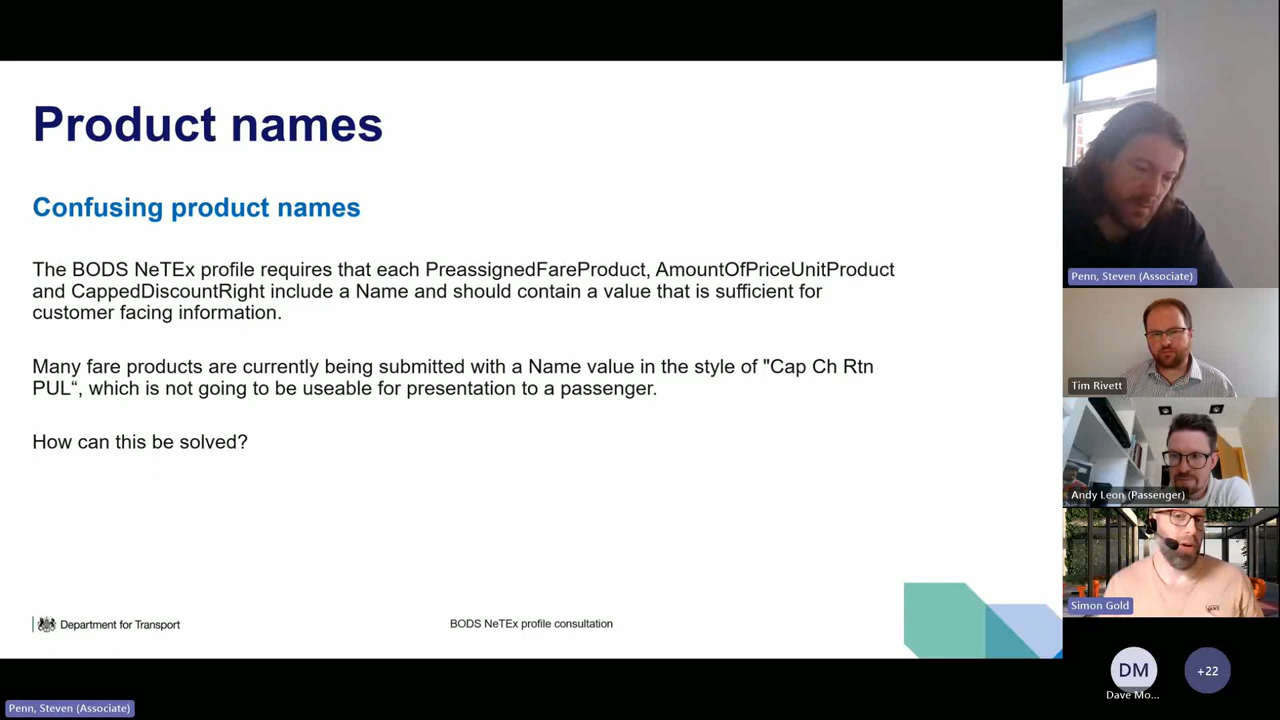 Product names
Confusing product names
The BODS NeTEx profile requires that each PreassignedFareProduct, AmountOfPriceUnitProduct
and CappedDiscountRight include a Name and should contain a value that is sufficient for
customer facing information.
Many fare products are currently being submitted with a Name value in the style of "Cap Ch Rtn
PUL“, which is not going to be useable for presentation to a passenger.
How can this be solved?
Department for Transport
BODS NeTEx profile consultation
Penn, Steven (Associate)
Tim Rivett
Andy Leon (Passenger)
Simon Gold
DM
+22
Dave Mo...
Penn, Steven (Associate)